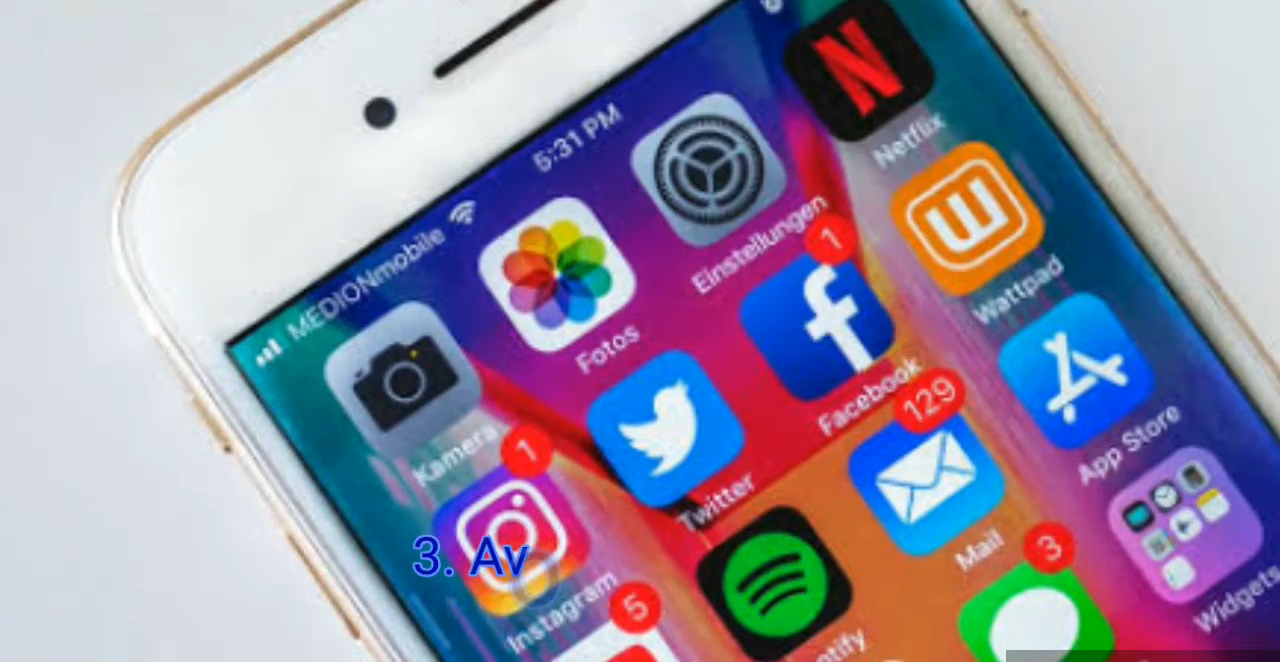 MEDIONmobile
5:31 PM
Kamera
Fotos
Einstellungen
Netflix
1
Instagram
Twitter
1
Facebook
Wattpad
5
129
Mail
App Store
3
Widgets
3. Av